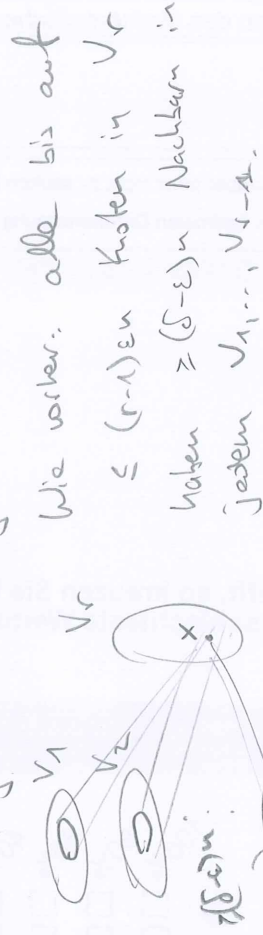 Wie vorher: alle bis auf
≤ (r-1)εn Knoten in Vr
haben ≥ (δ-ε)n Nachbarn in
jedem V1,..., Vr-1.
V1
V2
Vr
x